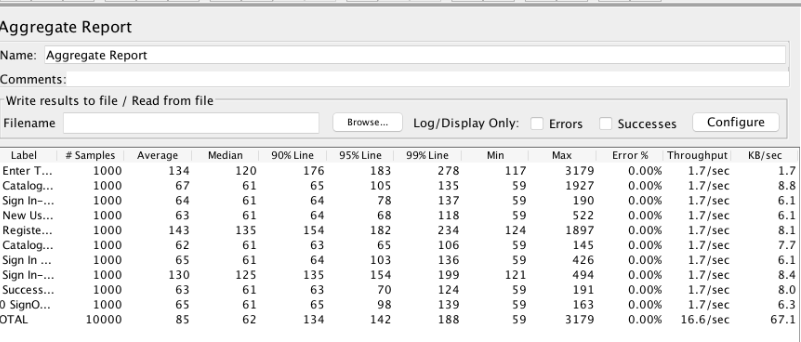 Aggregate Report
Name: Aggregate Report
Comments:
Write results to file / Read from file
Filename Browse... Log/Display Only: Errors Successes Configure
Label # Samples Average Median 90% Line 95% Line 99% Line Min Max Error % Throughput KB/sec
Enter T... 1000 134 120 176 183 278 117 3179 0.00% 1.7/sec 1.7
Catalog... 1000 67 61 65 105 135 59 1927 0.00% 1.7/sec 8.8
Sign In-... 1000 64 61 64 78 137 59 190 0.00% 1.7/sec 6.1
New Us... 1000 63 61 64 68 118 59 522 0.00% 1.7/sec 6.1
Registe... 1000 143 135 154 182 234 124 1897 0.00% 1.7/sec 8.1
Catalog... 1000 62 61 63 65 106 59 145 0.00% 1.7/sec 7.7
Sign In ... 1000 65 61 64 103 136 59 426 0.00% 1.7/sec 6.1
Sign In-... 1000 130 125 135 154 199 121 494 0.00% 1.7/sec 8.4
Success... 1000 63 61 63 70 124 59 191 0.00% 1.7/sec 8.0
0 SignO... 1000 65 61 65 98 139 59 163 0.00% 1.7/sec 6.3
OTAL 10000 85 62 134 142 188 59 3179 0.00% 16.6/sec 67.1